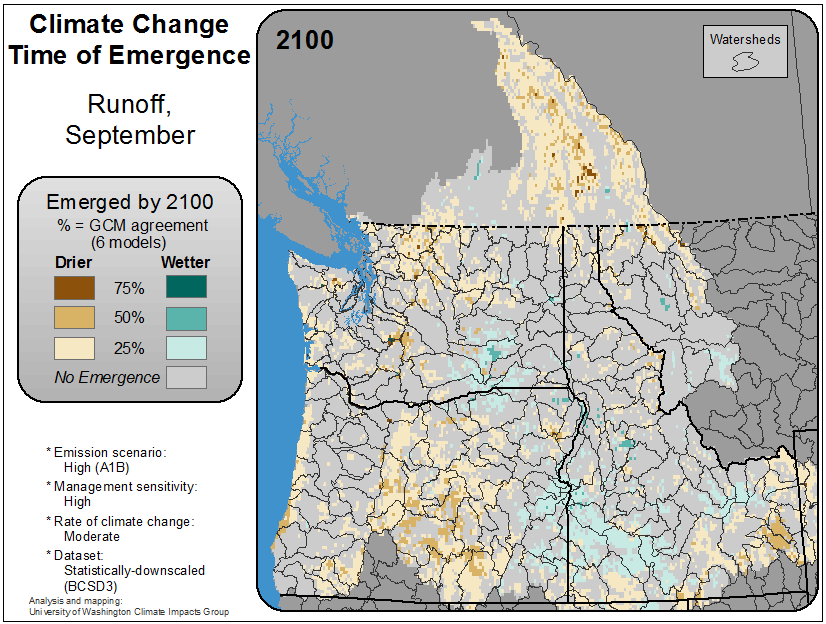 Climate Change
Time of Emergence
Runoff,
September
Emerged by 2100
% = GCM agreement
(6 models)
Drier Wetter
75%
50%
25%
No Emergence
* Emission scenario:
High (A1B)
* Management sensitivity:
High
* Rate of climate change:
Moderate
* Dataset:
Statistically-downscaled
(BCSD3)
Analysis and mapping:
University of Washington Climate Impacts Group
2100
Watersheds